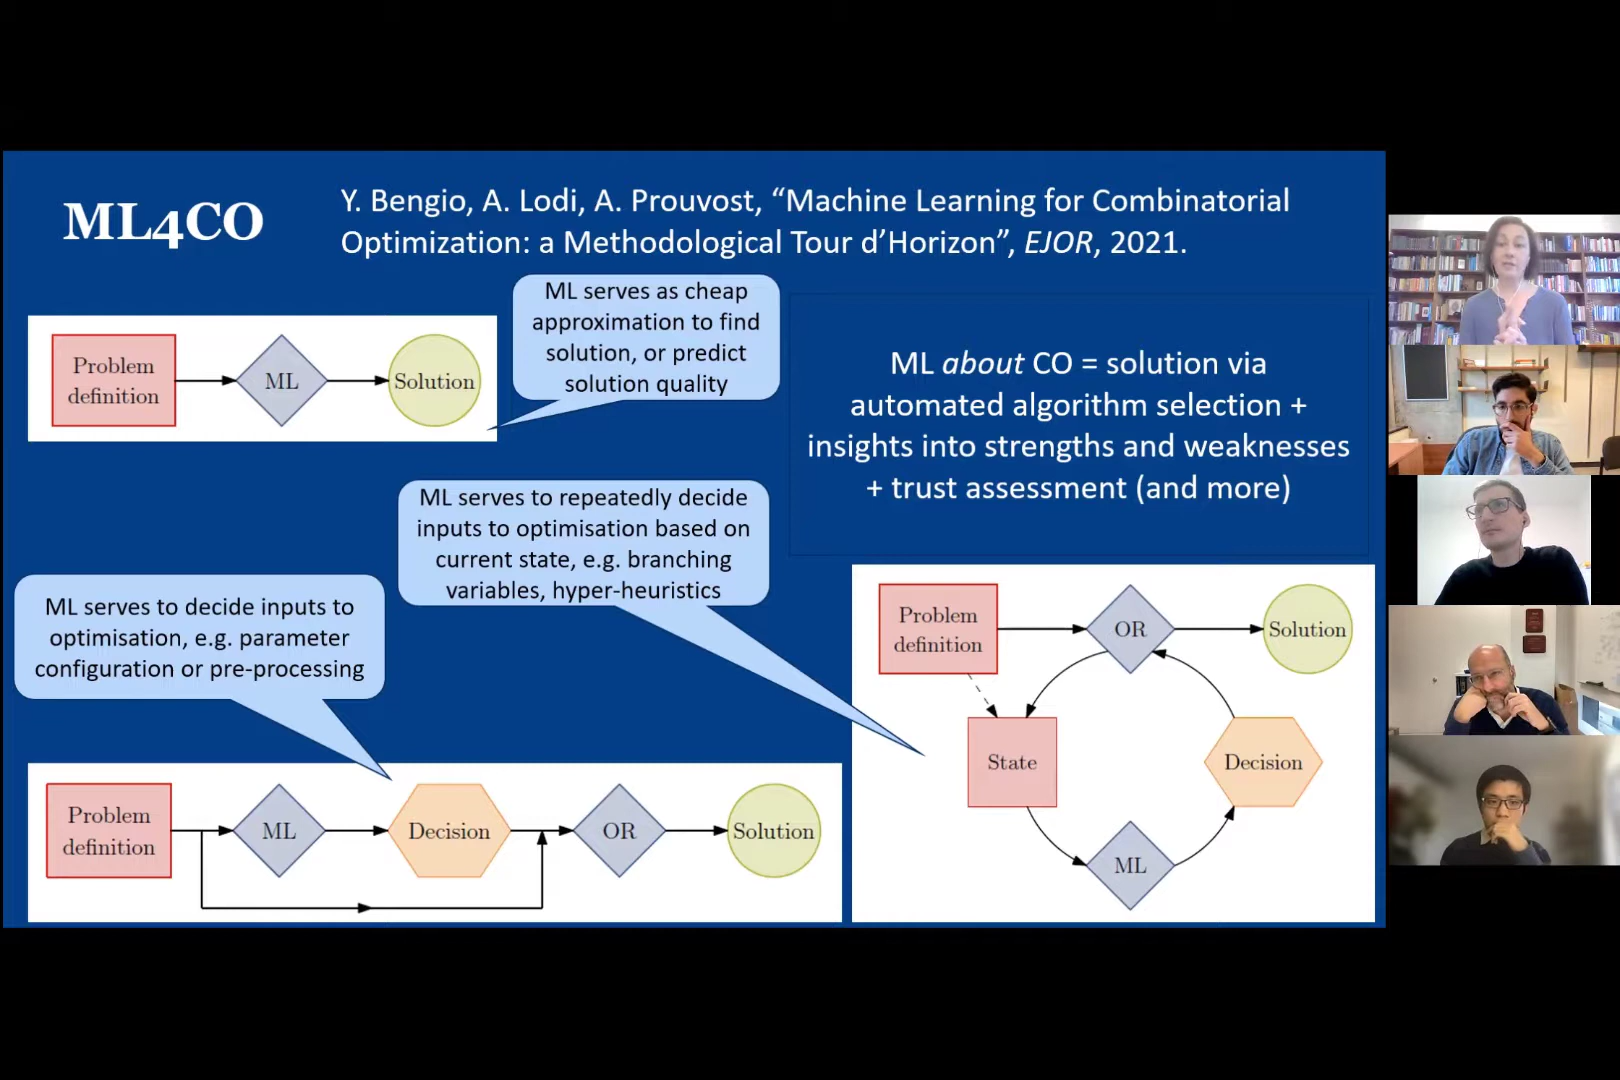 ML4CO
Y. Bengio, A. Lodi, A. Prouvost, “Machine Learning for Combinatorial
Optimization: a Methodological Tour d’Horizon”, EJOR, 2021.
Problem
definition
ML
Solution
ML serves as cheap
approximation to find
solution, or predict
solution quality
ML about CO = solution via
automated algorithm selection +
insights into strengths and weaknesses
+ trust assessment (and more)
ML serves to repeatedly decide
inputs to optimisation based on
current state, e.g. branching
variables, hyper-heuristics
ML serves to decide inputs to
optimisation, e.g. parameter
configuration or pre-processing
Problem
definition
OR
Solution
State
Decision
ML
Problem
definition
ML
Decision
OR
Solution